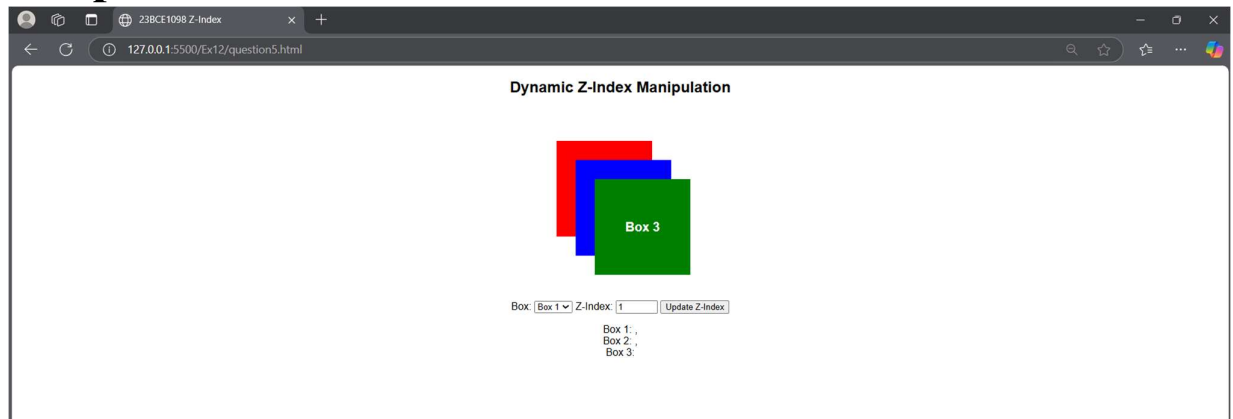 23BCE1098 Z-Index
127.0.0.1:5500/Ex12/question5.html
Dynamic Z-Index Manipulation
Box 3
Box: Box 1 Z-Index: 1 Update Z-Index
Box 1: ,
Box 2: ,
Box 3: